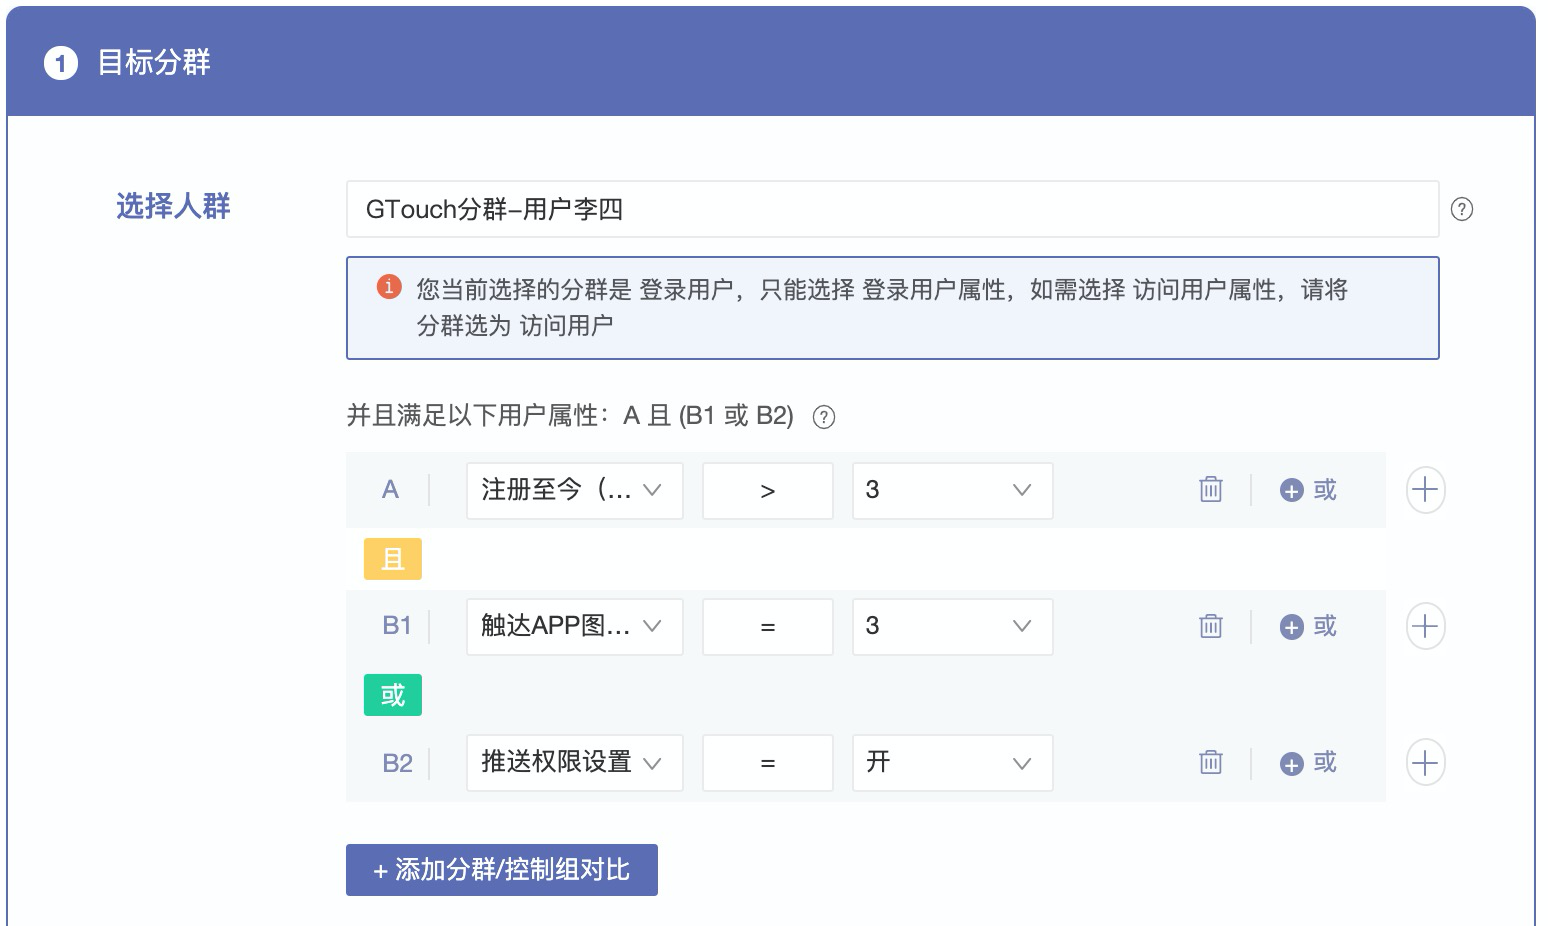 1 目标分群
选择人群
GTouch分群-用户李四
您当前选择的分群是 登录用户，只能选择 登录用户属性，如需选择 访问用户属性，请将
分群选为 访问用户
并且满足以下用户属性：A 且 (B1 或 B2)
A 注册至今（... > 3 或
且
B1 触达APP图... = 3 或
或
B2 推送权限设置 = 开 或
+ 添加分群/控制组对比